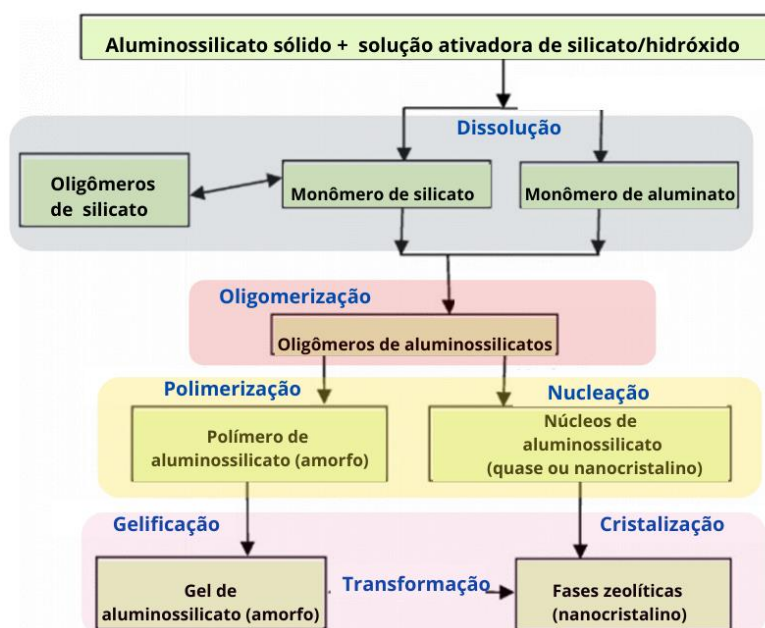 Aluminossilicato sólido + solução ativadora de silicato/hidróxido
Dissolução
Oligômeros
de silicato
Monômero de silicato
Monômero de aluminato
Oligomerização
Oligômeros de aluminossilicatos
Polimerização
Nucleação
Polímero de
aluminossilicato (amorfo)
Núcleos de
aluminossilicato
(quase ou nanocristalino)
Gelificação
Cristalização
Gel de
aluminossilicato (amorfo)
Transformação
Fases zeolíticas
(nanocristalino)